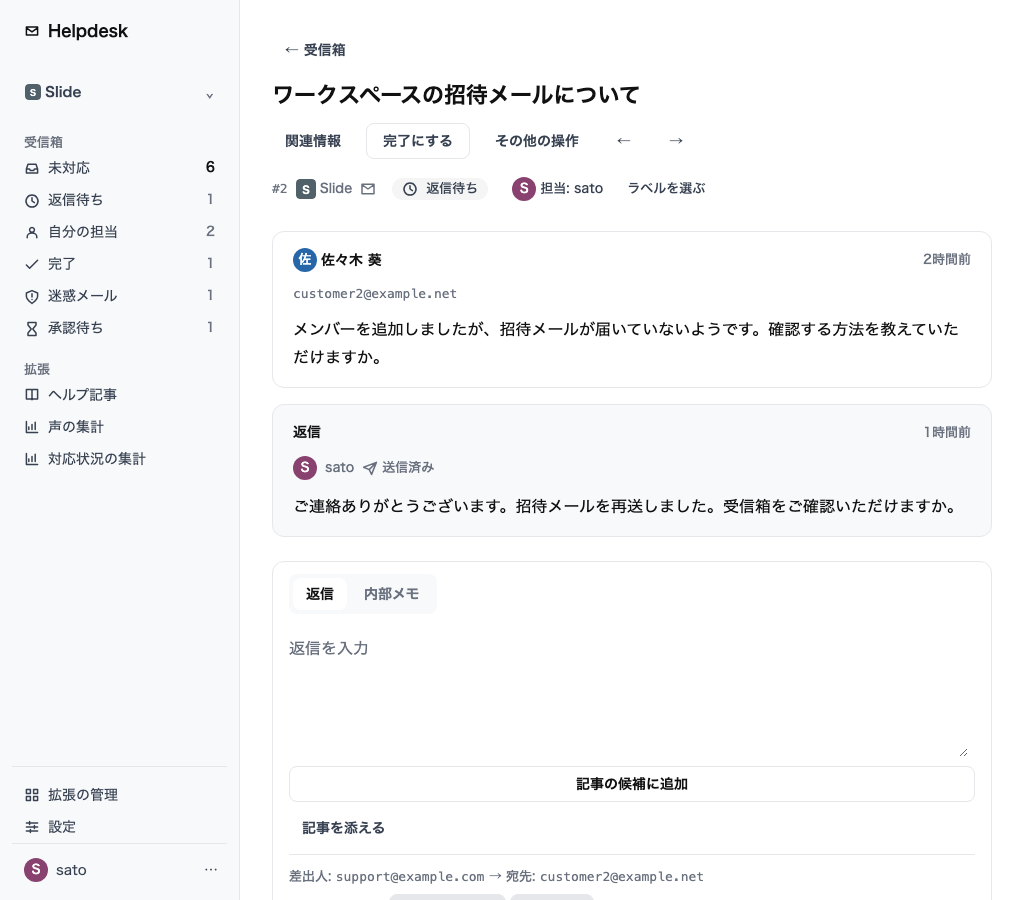 Helpdesk
S Slide
受信箱
未対応 6
返信待ち 1
自分の担当 2
完了 1
迷惑メール 1
承認待ち 1
拡張
ヘルプ記事
声の集計
対応状況の集計
拡張の管理
設定
S sato ···
← 受信箱
ワークスペースの招待メールについて
関連情報 完了にする その他の操作 ← →
#2 S Slide 返信待ち S 担当: sato ラベルを選ぶ
佐 佐々木 葵 2時間前
customer2@example.net
メンバーを追加しましたが、招待メールが届いていないようです。確認する方法を教えていた
だけますか。
返信 1時間前
S sato 送信済み
ご連絡ありがとうございます。招待メールを再送しました。受信箱をご確認いただけますか。
返信 内部メモ
返信を入力
記事の候補に追加
記事を添える
差出人: support@example.com → 宛先: customer2@example.net